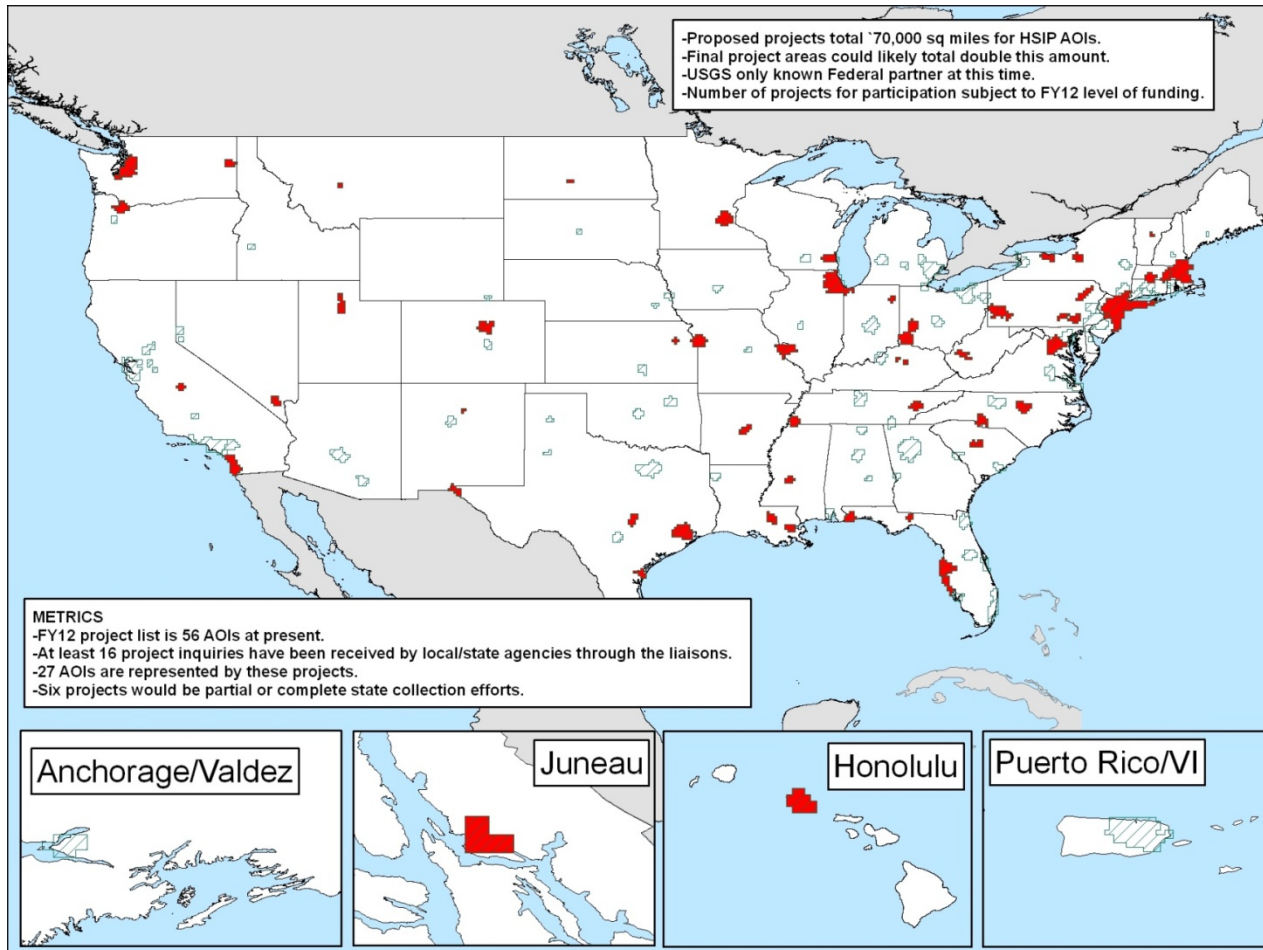 -Proposed projects total `70,000 sq miles for HSIP AOIs.
-Final project areas could likely total double this amount.
-USGS only known Federal partner at this time.
-Number of projects for participation subject to FY12 level of funding.
METRICS
-FY12 project list is 56 AOIs at present.
-At least 16 project inquiries have been received by local/state agencies through the liaisons.
-27 AOIs are represented by these projects.
-Six projects would be partial or complete state collection efforts.
Anchorage/Valdez
Juneau
Honolulu
Puerto Rico/VI